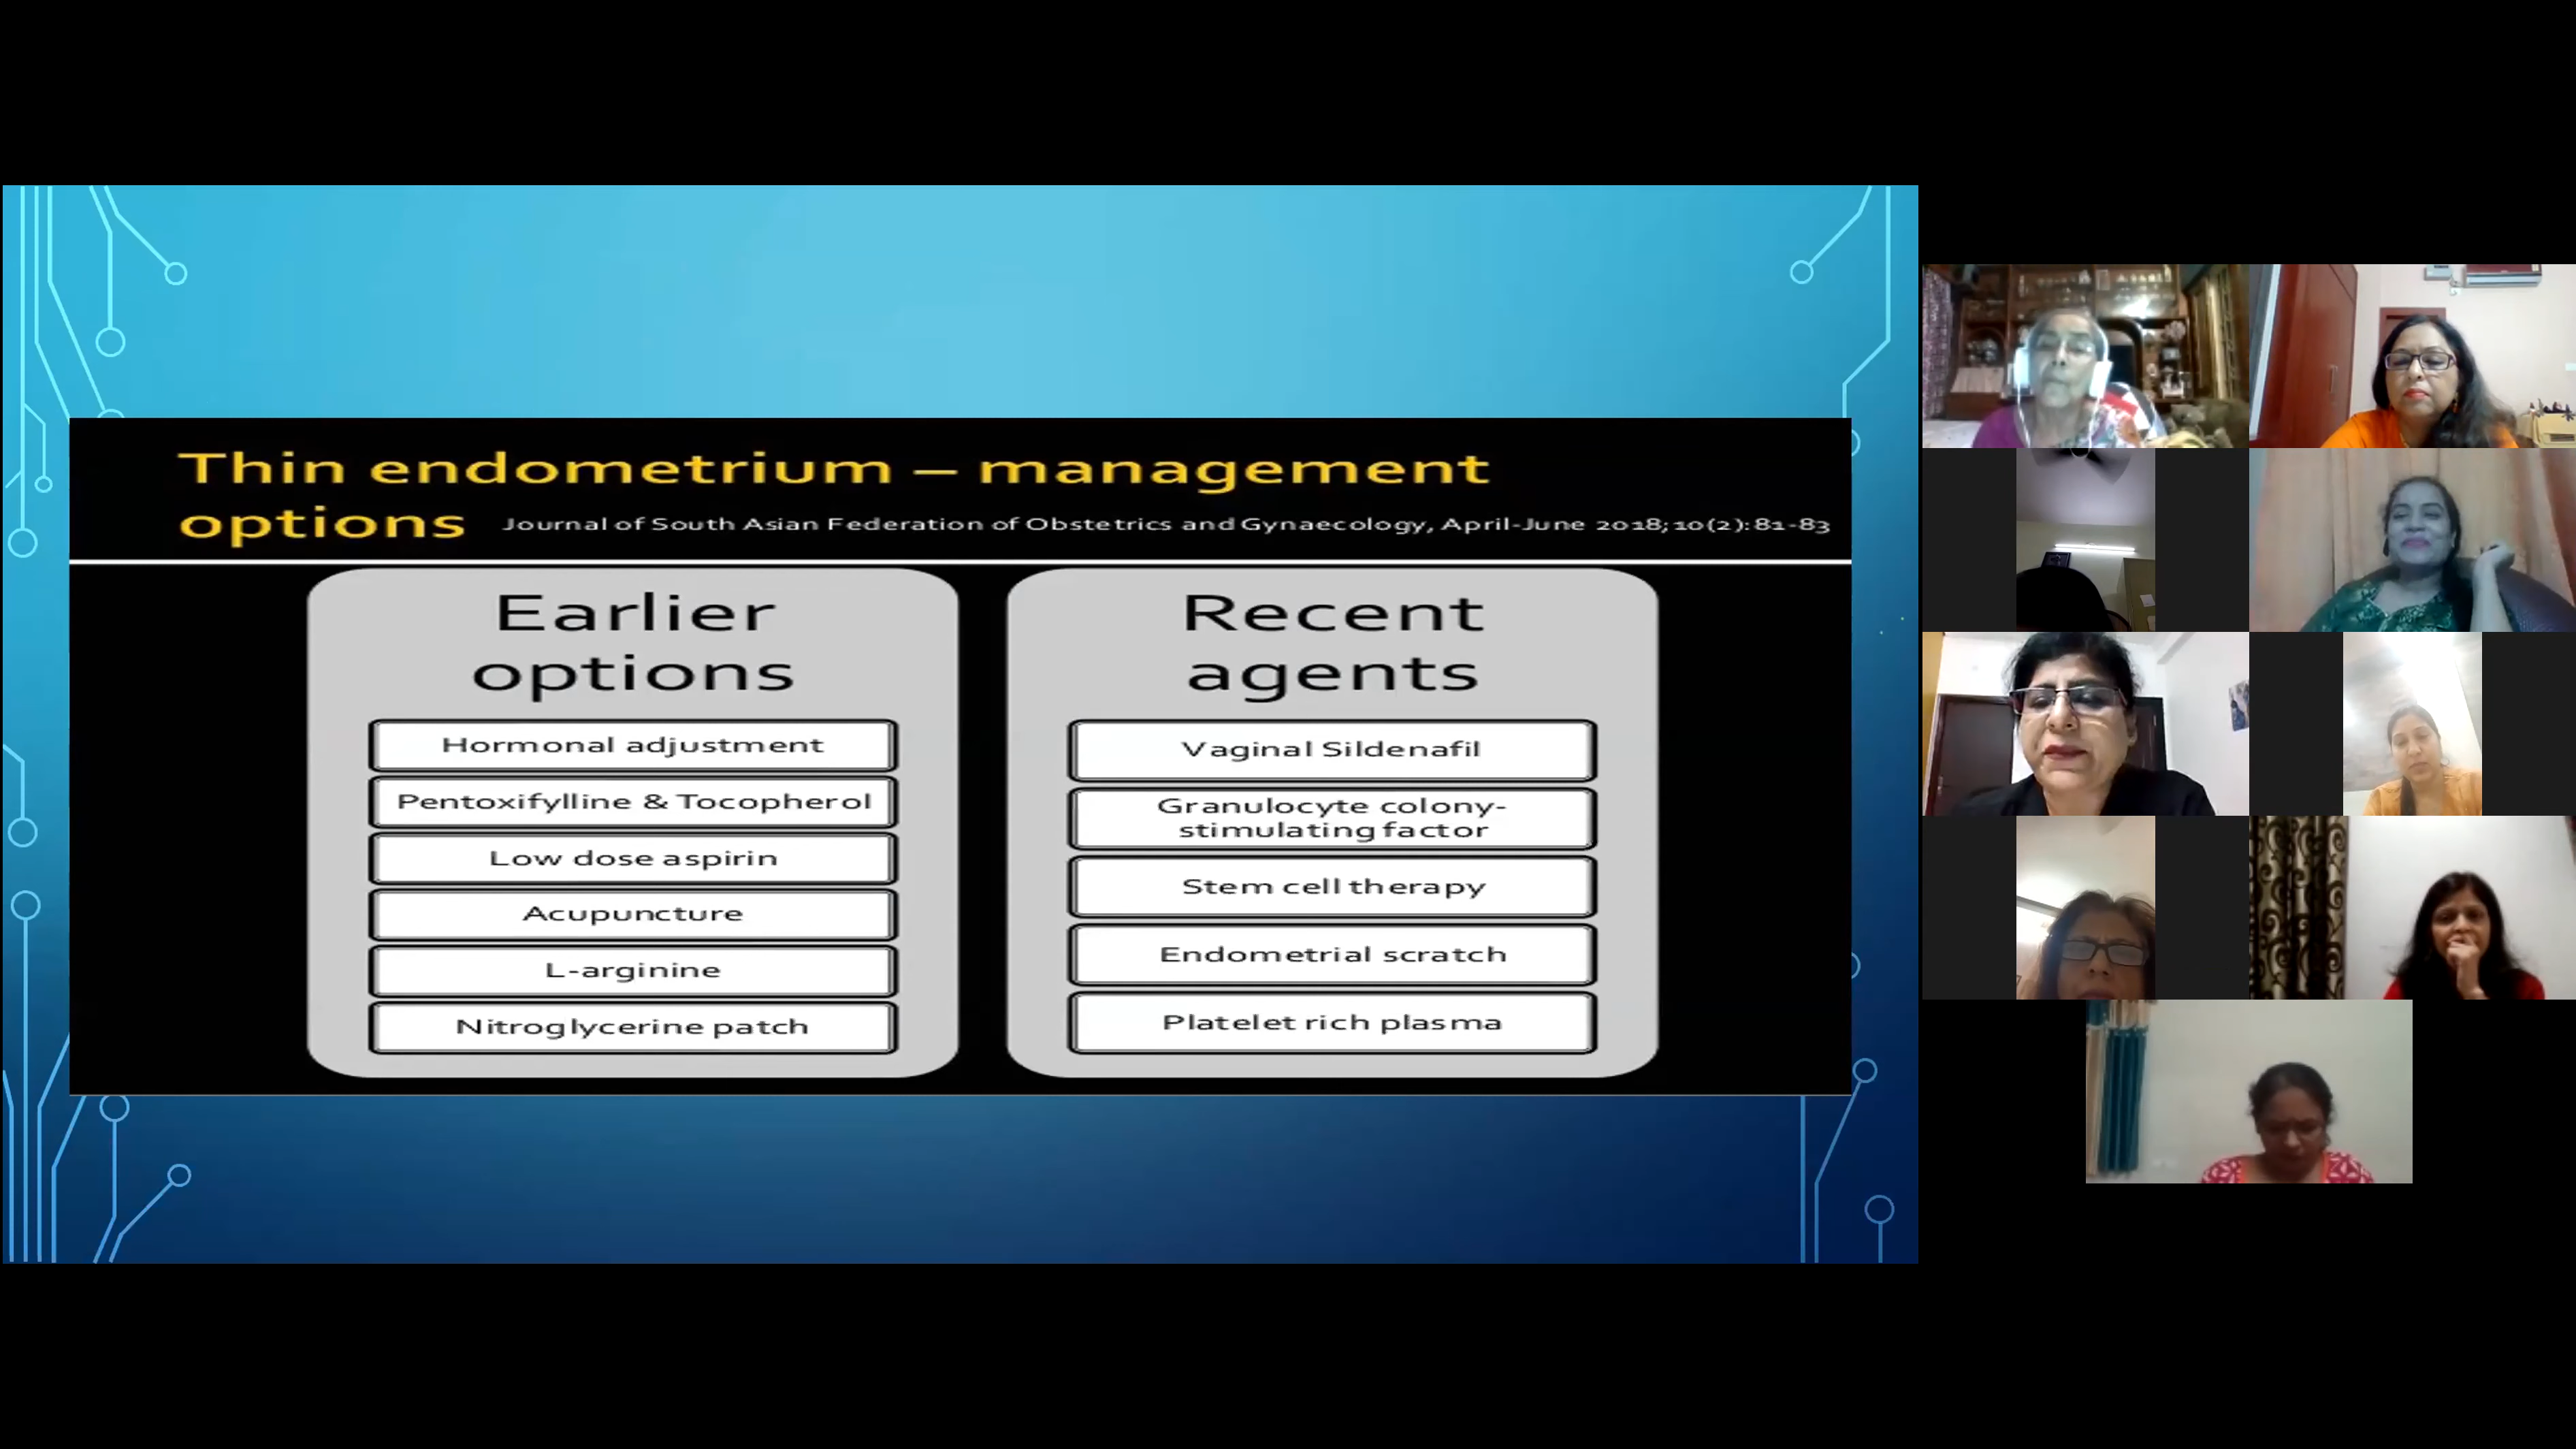 Thin endometrium – management
options Journal of South Asian Federation of Obstetrics and Gynaecology, April-June 2018;10(2):81-83
Earlier
options
Hormonal adjustment
Pentoxifylline & Tocopherol
Low dose aspirin
Acupuncture
L-arginine
Nitroglycerine patch
Recent
agents
Vaginal Sildenafil
Granulocyte colony-
stimulating factor
Stem cell therapy
Endometrial scratch
Platelet rich plasma